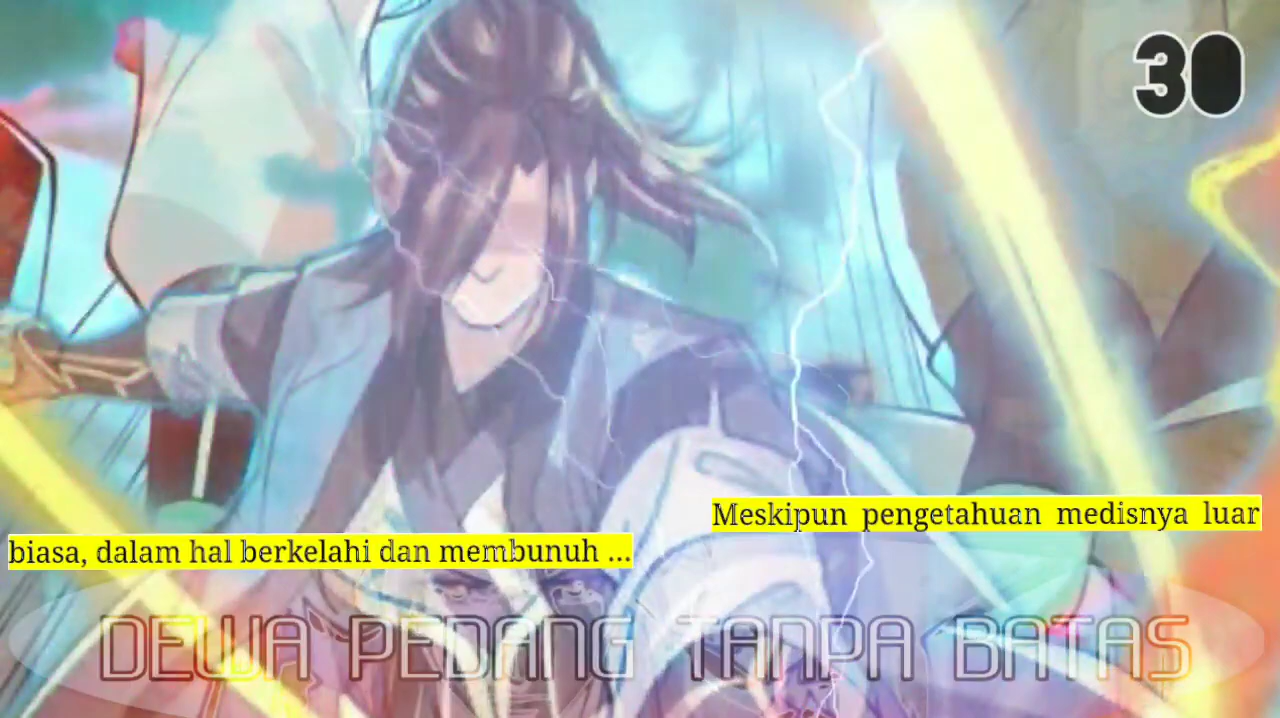 30
Meskipun pengetahuan medisnya luar
biasa, dalam hal berkelahi dan membunuh ...
DEWA PEDANG TANPA BATAS